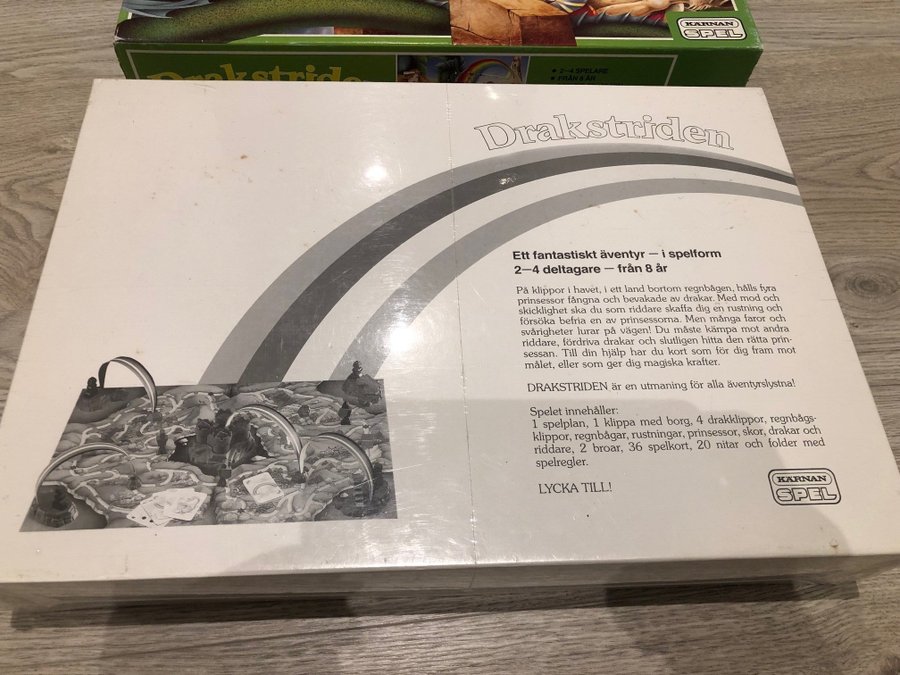 KÄRNAN
SPEL
Drakstriden
• 2–4 SPELARE
• FRÅN 8 ÅR
Drakstriden
Ett fantastiskt äventyr — i spelform
2—4 deltagare — från 8 år
På klippor i havet, i ett land bortom regnbågen, hålls fyra
prinsessor fångna och bevakade av drakar. Med mod och
skicklighet ska du som riddare skaffa dig en rustning och
försöka befria en av prinsessorna. Men många faror och
svårigheter lurar på vägen! Du måste kämpa mot andra
riddare, fördriva drakar och slutligen hitta den rätta prin-
sessan. Till din hjälp har du kort som för dig fram mot
målet, eller som ger dig magiska krafter.
DRAKSTRIDEN är en utmaning för alla äventyrslystna!
Spelet innehåller:
1 spelplan, 1 klippa med borg, 4 drakklippor, regnbågs-
klippor, regnbågar, rustningar, prinsessor, skor, drakar och
riddare, 2 broar, 36 spelkort, 20 nitar och folder med
spelregler.
LYCKA TILL!
KÄRNAN
SPEL